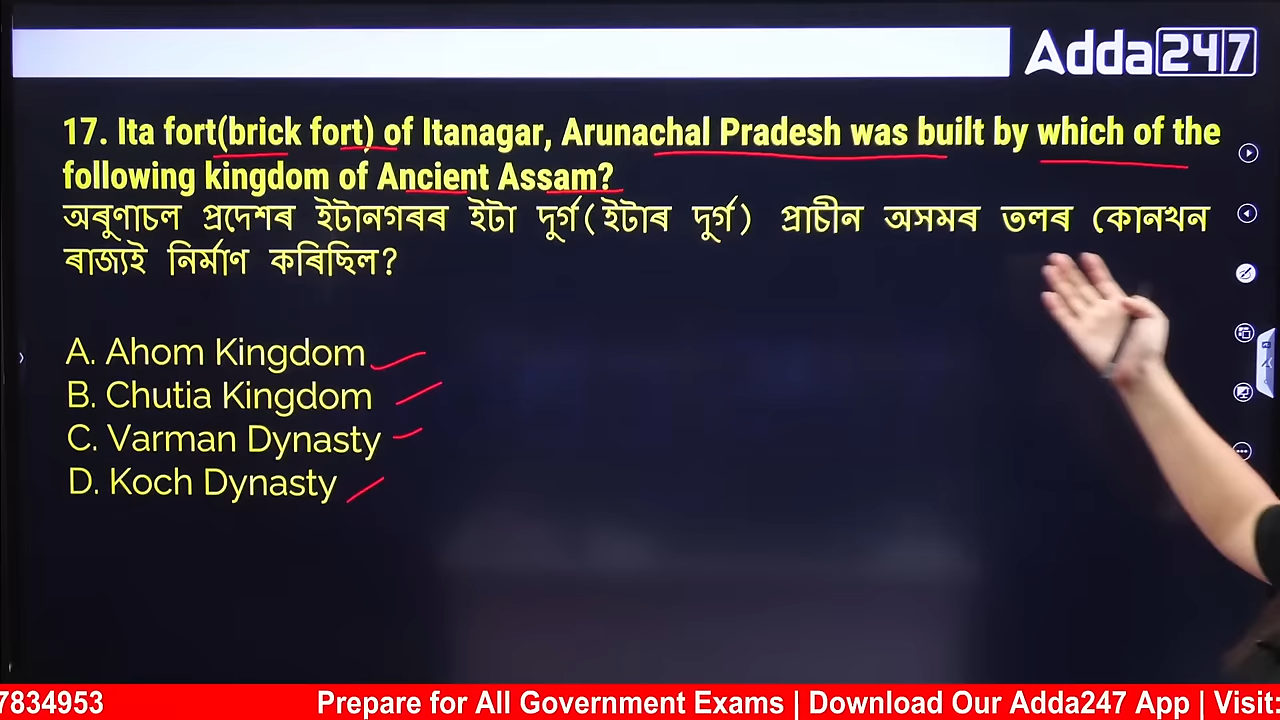 Adda247
17. Ita fort(brick fort) of Itanagar, Arunachal Pradesh was built by which of the
following kingdom of Ancient Assam?
অৰুণাচল প্ৰদেশৰ ইটানগৰৰ ইটা দুৰ্গ(ইটাৰ দুৰ্গ) প্ৰাচীন অসমৰ তলৰ কোনখন
ৰাজ্যই নিৰ্মাণ কৰিছিল?
A. Ahom Kingdom
B. Chutia Kingdom
C. Varman Dynasty
D. Koch Dynasty
7834953 Prepare for All Government Exams | Download Our Adda247 App | Visit: